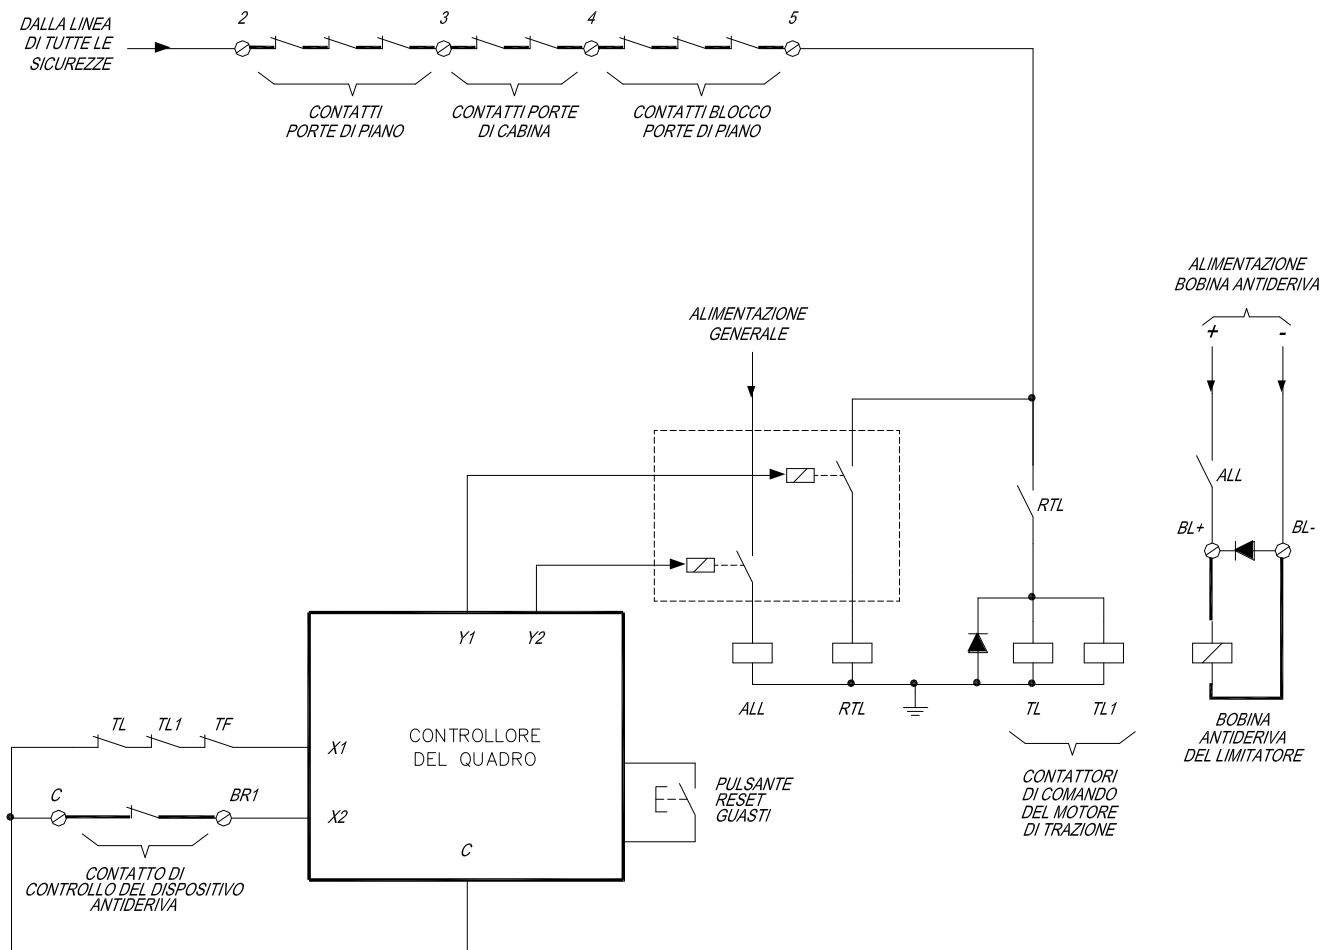 DALLA LINEA
DI TUTTE LE
SICUREZZE
2
3
4
5
CONTATTI
PORTE DI PIANO
CONTATTI PORTE
DI CABINA
CONTATTI BLOCCO
PORTE DI PIANO
ALIMENTAZIONE
BOBINA ANTIDERIVA
+
-
ALIMENTAZIONE
GENERALE
ALL
RTL
BL+
BL-
Y1
Y2
ALL
RTL
TL
TL1
BOBINA
ANTIDERIVA
DEL LIMITATORE
TL
TL1
TF
X1
CONTROLLORE
DEL QUADRO
C
BR1
X2
C
PULSANTE
RESET
GUASTI
CONTATTORI
DI COMANDO
DEL MOTORE
DI TRAZIONE
CONTATTO DI
CONTROLLO DEL DISPOSITIVO
ANTIDERIVA